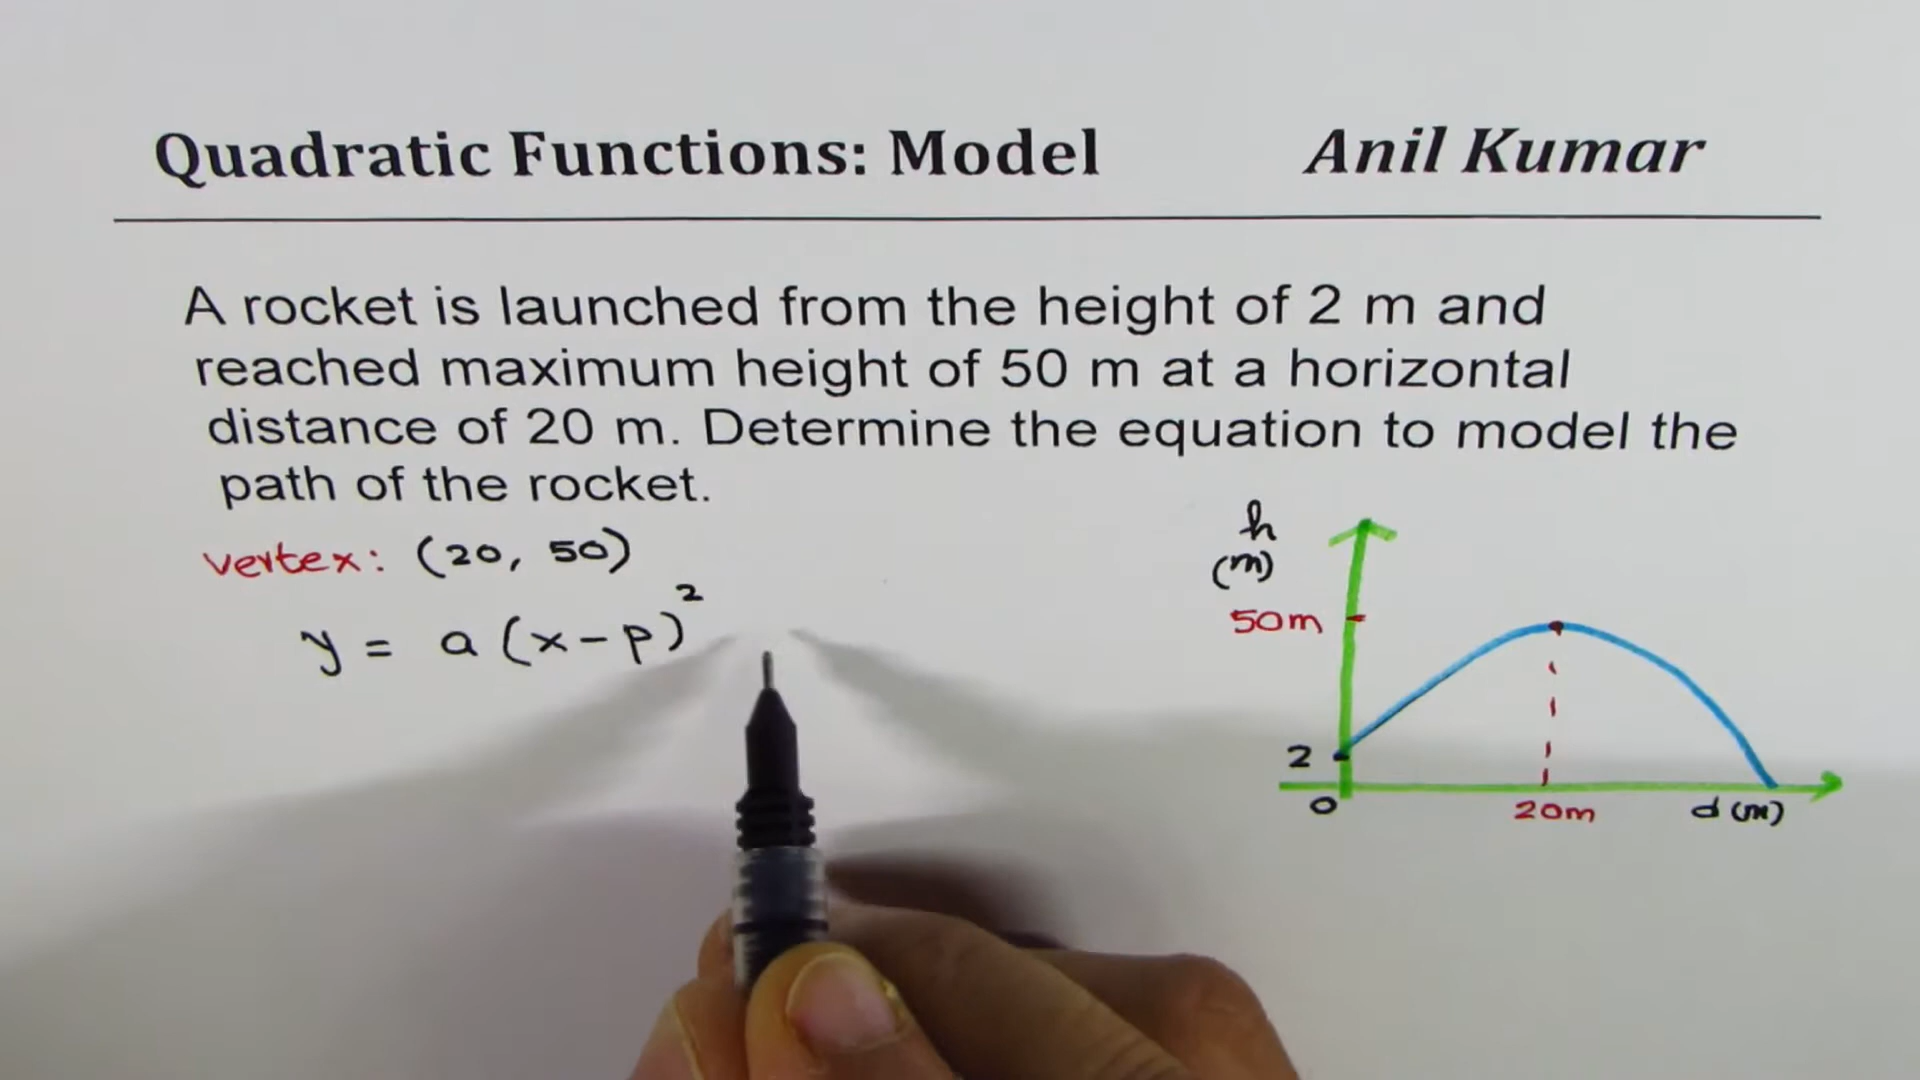 Quadratic Functions: Model Anil Kumar
A rocket is launched from the height of 2 m and
reached maximum height of 50 m at a horizontal
distance of 20 m. Determine the equation to model the
path of the rocket.
vertex: (20, 50)
y = a (x-p)²
h
(m)
50m
2
0
20m
d (m)